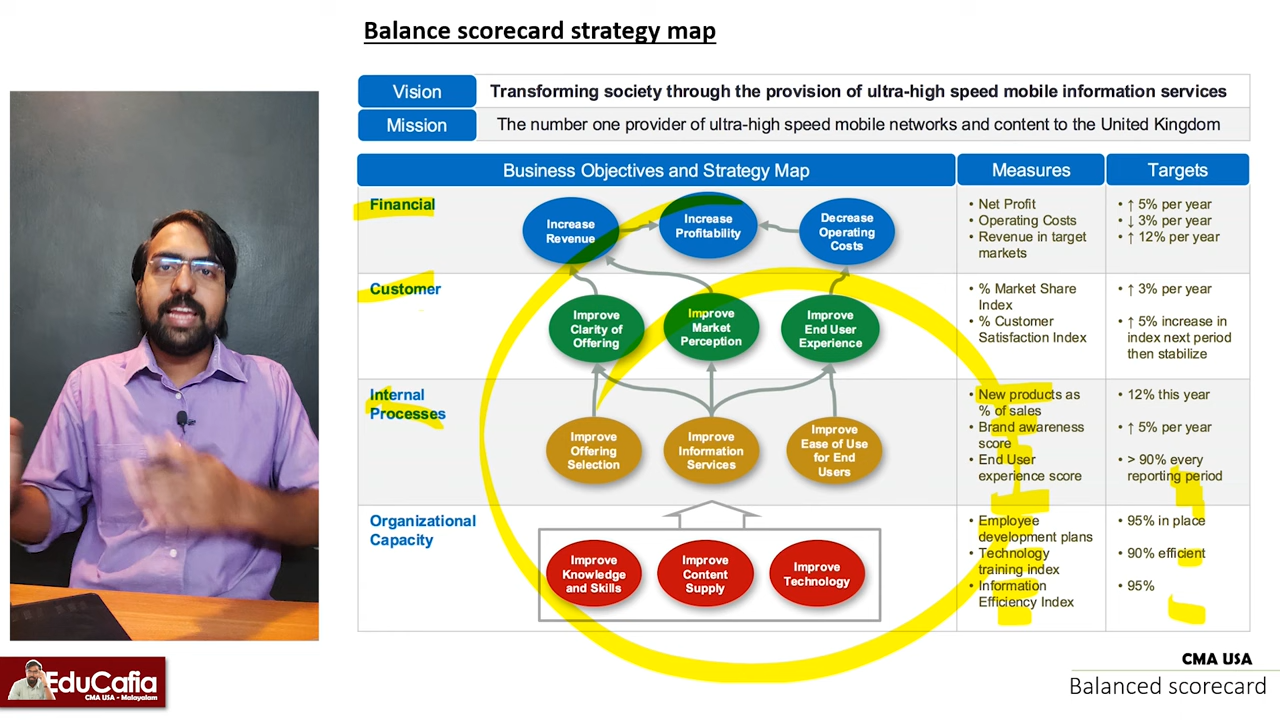 Balance scorecard strategy map
Vision
Transforming society through the provision of ultra-high speed mobile information services
Mission
The number one provider of ultra-high speed mobile networks and content to the United Kingdom
Business Objectives and Strategy Map
Measures
Targets
Financial
Increase
Revenue
Increase
Profitability
Decrease
Operating
Costs
• Net Profit
• Operating Costs
• Revenue in target
markets
• ↑ 5% per year
• ↓ 3% per year
• ↑ 12% per year
Customer
Improve
Clarity of
Offering
Improve
Market
Perception
Improve
End User
Experience
• % Market Share
Index
• % Customer
Satisfaction Index
• ↑ 3% per year
• ↑ 5% increase in
index next period
then stabilize
Internal
Processes
Improve
Offering
Selection
Improve
Information
Services
Improve
Ease of Use
for End
Users
• New products as
% of sales
• Brand awareness
score
• End User
experience score
• 12% this year
• ↑ 5% per year
• > 90% every
reporting period
Organizational
Capacity
Improve
Knowledge
and Skills
Improve
Content
Supply
Improve
Technology
• Employee
development plans
• Technology
training index
• Information
Efficiency Index
• 95% in place
• 90% efficient
• 95%
EduCafia
CMA USA - Malayalam
CMA USA
Balanced scorecard